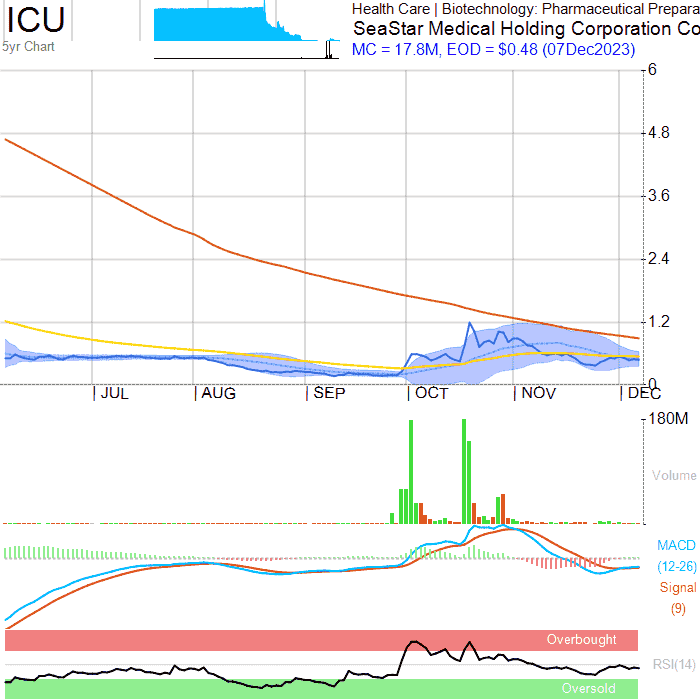 ICU
5yr Chart
Health Care | Biotechnology: Pharmaceutical Prepara
SeaStar Medical Holding Corporation Co
MC = 17.8M, EOD = $0.48 (07Dec2023)
6
4.8
3.6
2.4
1.2
0
JUL AUG SEP OCT NOV DEC
180M
Volume
MACD
(12-26)
Signal
(9)
Overbought
RSI(14)
Oversold